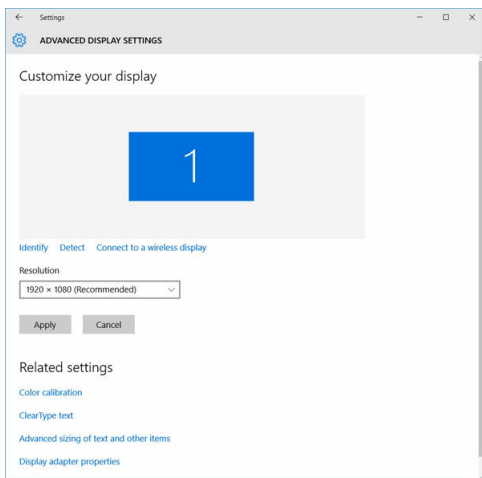 Settings
ADVANCED DISPLAY SETTINGS
Customize your display
1
Identify Detect Connect to a wireless display
Resolution
1920 × 1080 (Recommended)
Apply Cancel
Related settings
Color calibration
ClearType text
Advanced sizing of text and other items
Display adapter properties